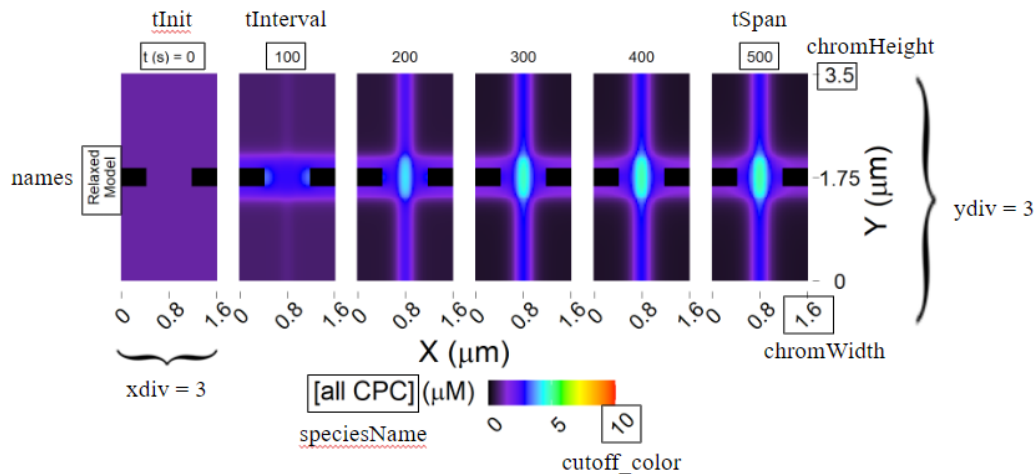 tInit tInterval tSpan
t (s) = 0 100 200 300 400 500 chromHeight
3.5
names Relaxed
Model
1.75
Y (μm)
ydiv = 3
0
0 0.8 1.6 0 0.8 1.6 0 0.8 1.6 0 0.8 1.6 0 0.8 1.6 0 0.8 1.6
X (μm)
chromWidth
xdiv = 3
[all CPC] (μM)
0 5 10
speciesName
cutoff_color